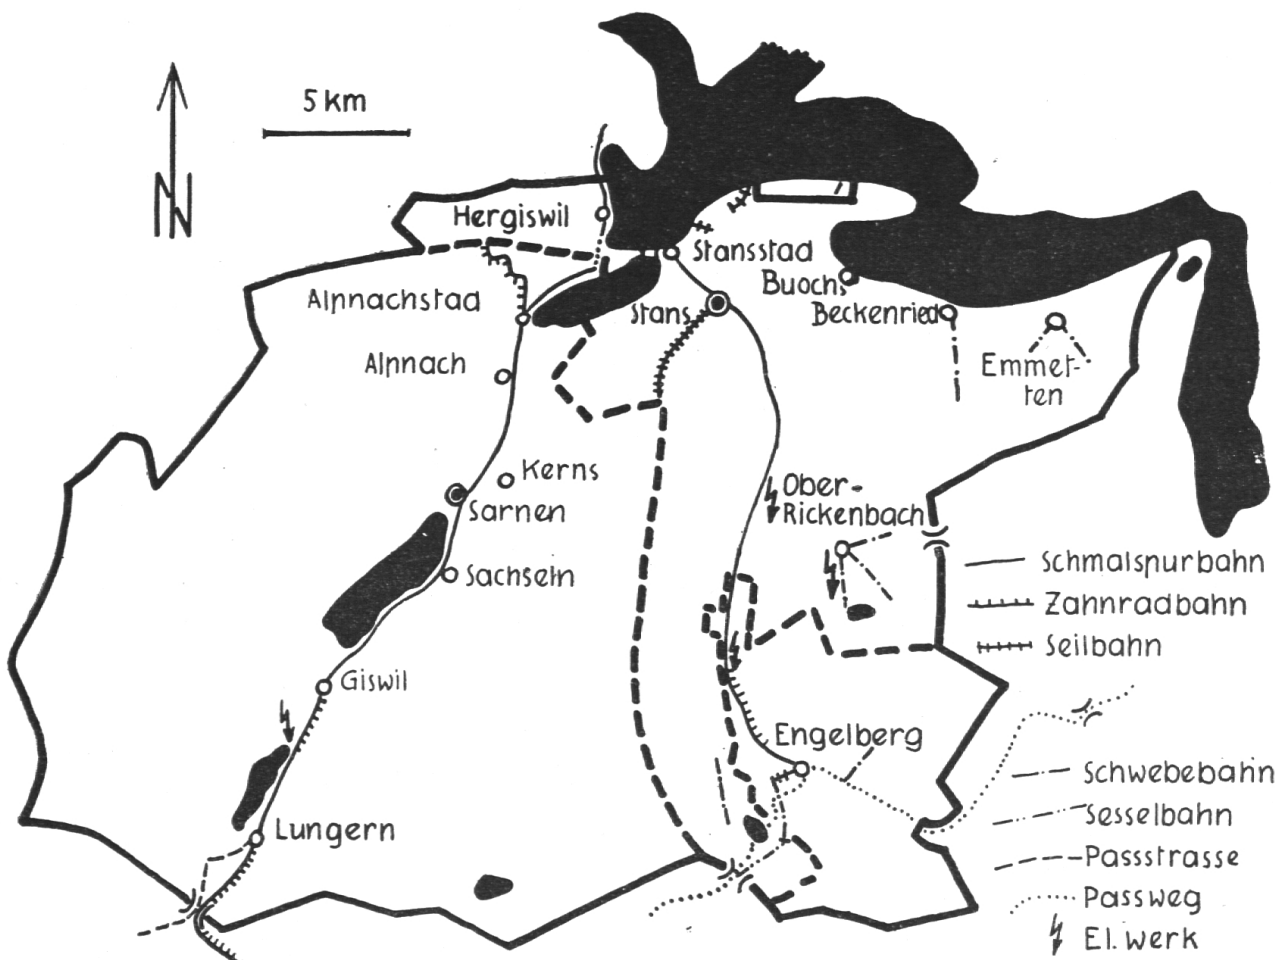 5 km
N
Hergiswil
Stansstad
Alpnachstad
Buochs
Stans
Beckenried
Alpnach
Emmet-
ten
Kerns
Sarnen
Ober-
Rickenbach
Sachseln
Schmalspurbahn
Zahnradbahn
Seilbahn
Giswil
Engelberg
Schwebebahn
Sesselbahn
Lungern
Passstrasse
Passweg
El. werk